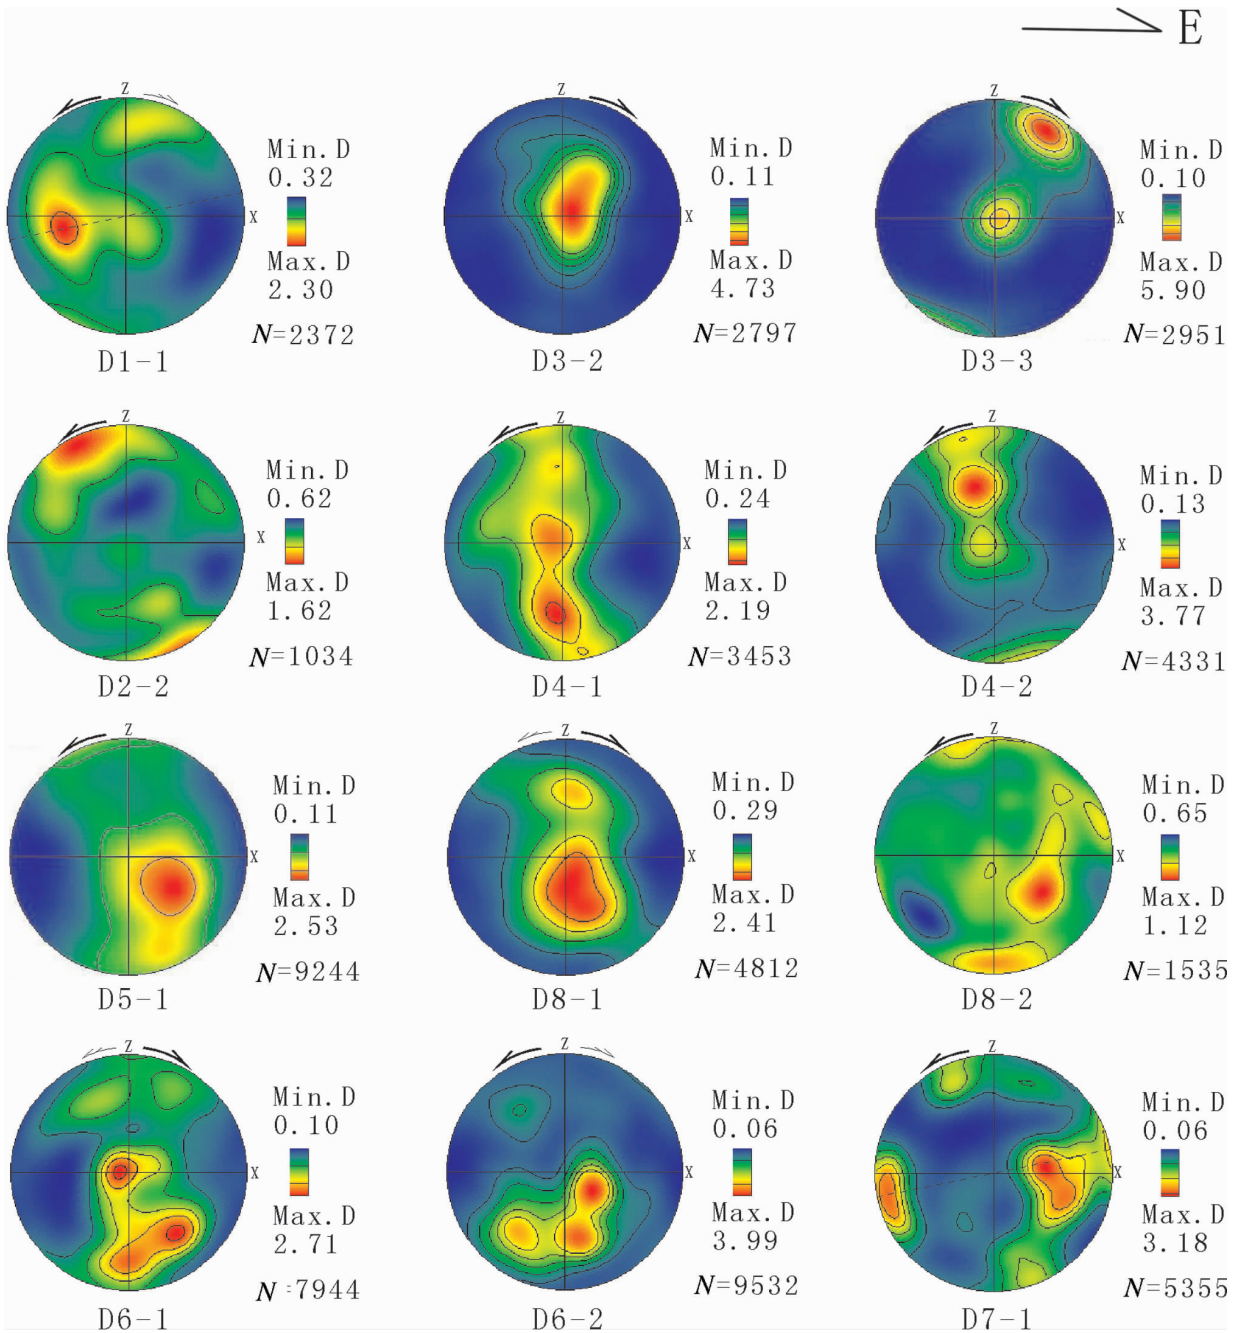 E
Z
X
Min.D
0.32
Max.D
2.30
N=2372
D1-1
Z
X
Min.D
0.11
Max.D
4.73
N=2797
D3-2
Z
X
Min.D
0.10
Max.D
5.90
N=2951
D3-3
Z
X
Min.D
0.62
Max.D
1.62
N=1034
D2-2
Z
X
Min.D
0.24
Max.D
2.19
N=3453
D4-1
Z
X
Min.D
0.13
Max.D
3.77
N=4331
D4-2
Z
X
Min.D
0.11
Max.D
2.53
N=9244
D5-1
Z
X
Min.D
0.29
Max.D
2.41
N=4812
D8-1
Z
X
Min.D
0.65
Max.D
1.12
N=1535
D8-2
Z
X
Min.D
0.10
Max.D
2.71
N=7944
D6-1
Z
X
Min.D
0.06
Max.D
3.99
N=9532
D6-2
Z
X
Min.D
0.06
Max.D
3.18
N=5355
D7-1